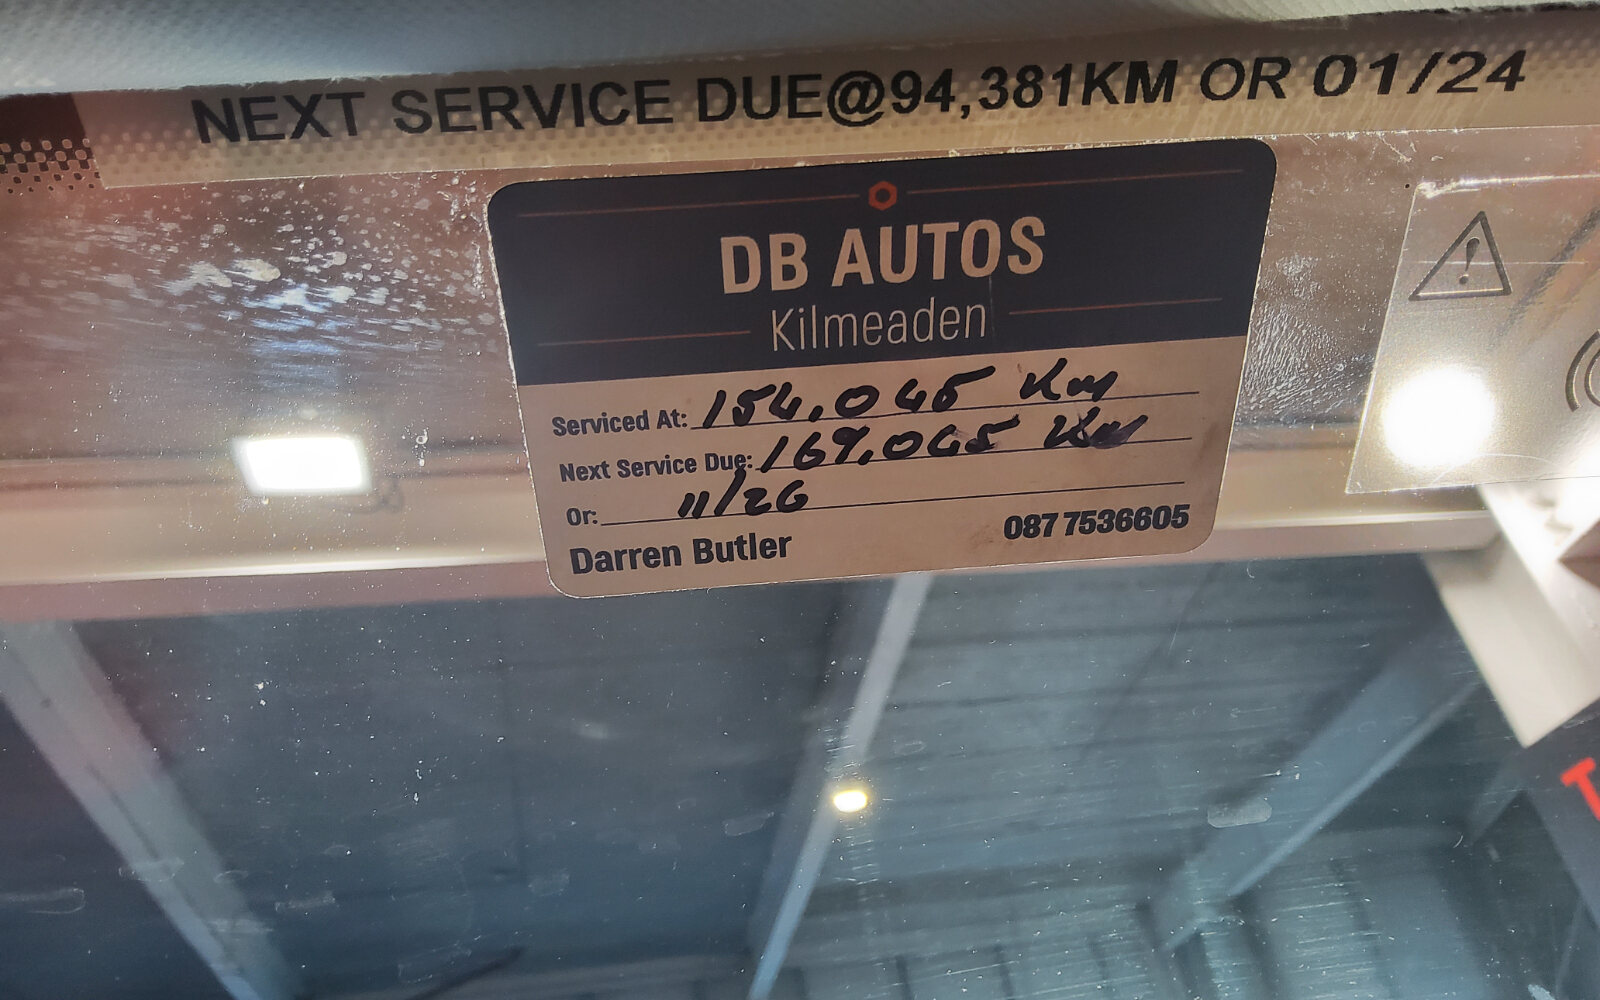 NEXT SERVICE DUE@94,381KM OR 01/24
DB AUTOS
Kilmeaden
Serviced At: 154,045 Km
Next Service Due: 169,045 Km
Or: 11/26
Darren Butler 087 7536605
T